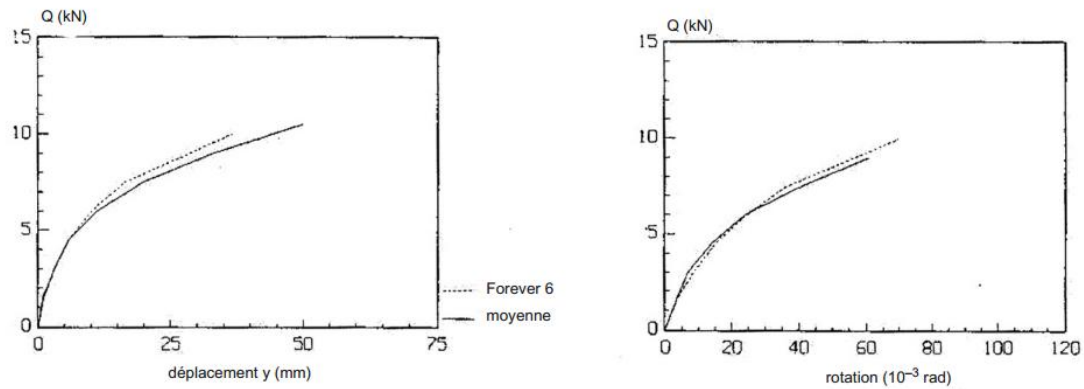 Q (kN)
15
10
5
0
0 25 50 75
déplacement y (mm)
Forever 6
moyenne
Q (kN)
15
10
5
0
0 20 40 60 80 100 120
rotation (10⁻³ rad)